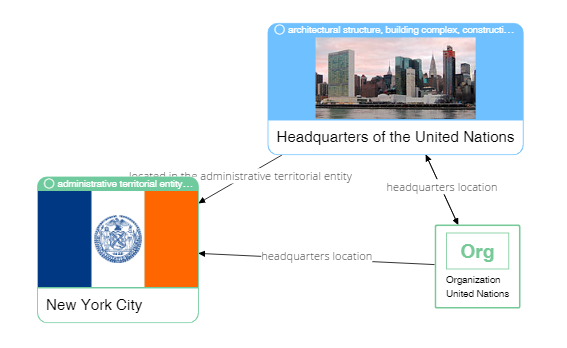 architectural structure, building complex, constructi...
Headquarters of the United Nations
located in the administrative territorial entity
administrative territorial entity...
headquarters location
headquarters location
Org
Organization
United Nations
New York City